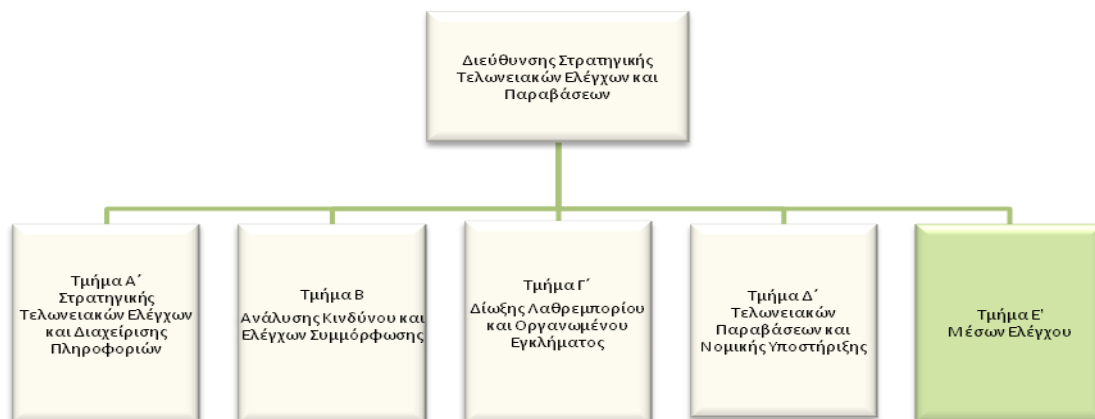 Διεύθυνσης Στρατηγικής
Τελωνειακών Ελέγχων και
Παραβάσεων
Τμήμα Α΄
Στρατηγικής
Τελωνειακών Ελέγχων
και Διαχείρισης
Πληροφοριών
Τμήμα Β
Ανάλυσης Κινδύνου και
Ελέγχων Συμμόρφωσης
Τμήμα Γ΄
Δίωξης Λαθρεμπορίου
και Οργανωμένου
Εγκλήματος
Τμήμα Δ΄
Τελωνειακών
Παραβάσεων και
Νομικής Υποστήριξης
Τμήμα Ε'
Μέσων Ελέγχου